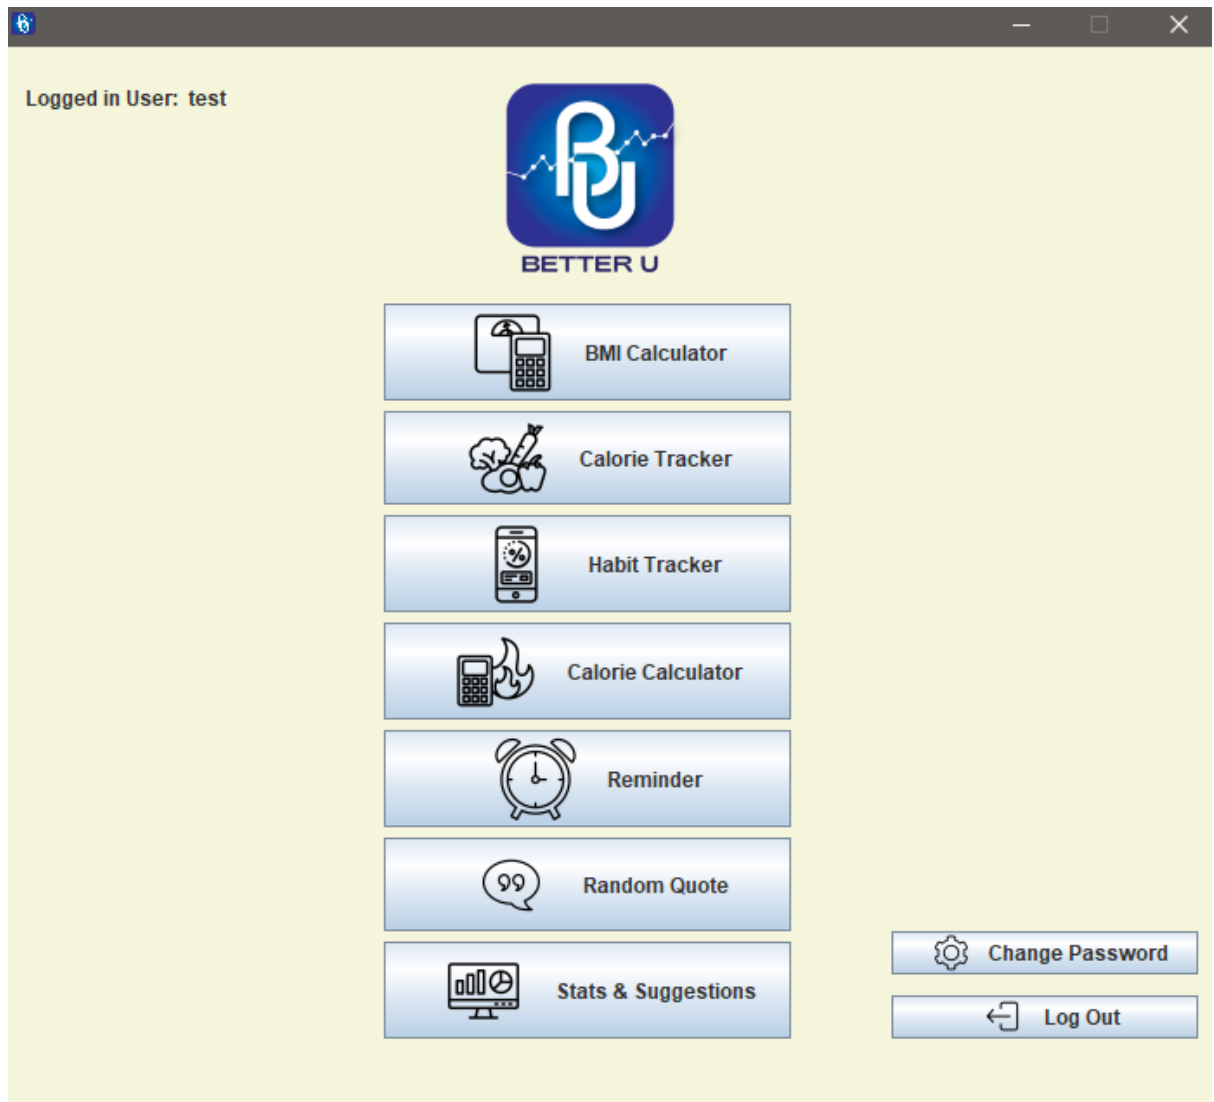 Logged in User: test
BU
BETTER U
BMI Calculator
Calorie Tracker
Habit Tracker
Calorie Calculator
Reminder
Random Quote
Stats & Suggestions
Change Password
Log Out